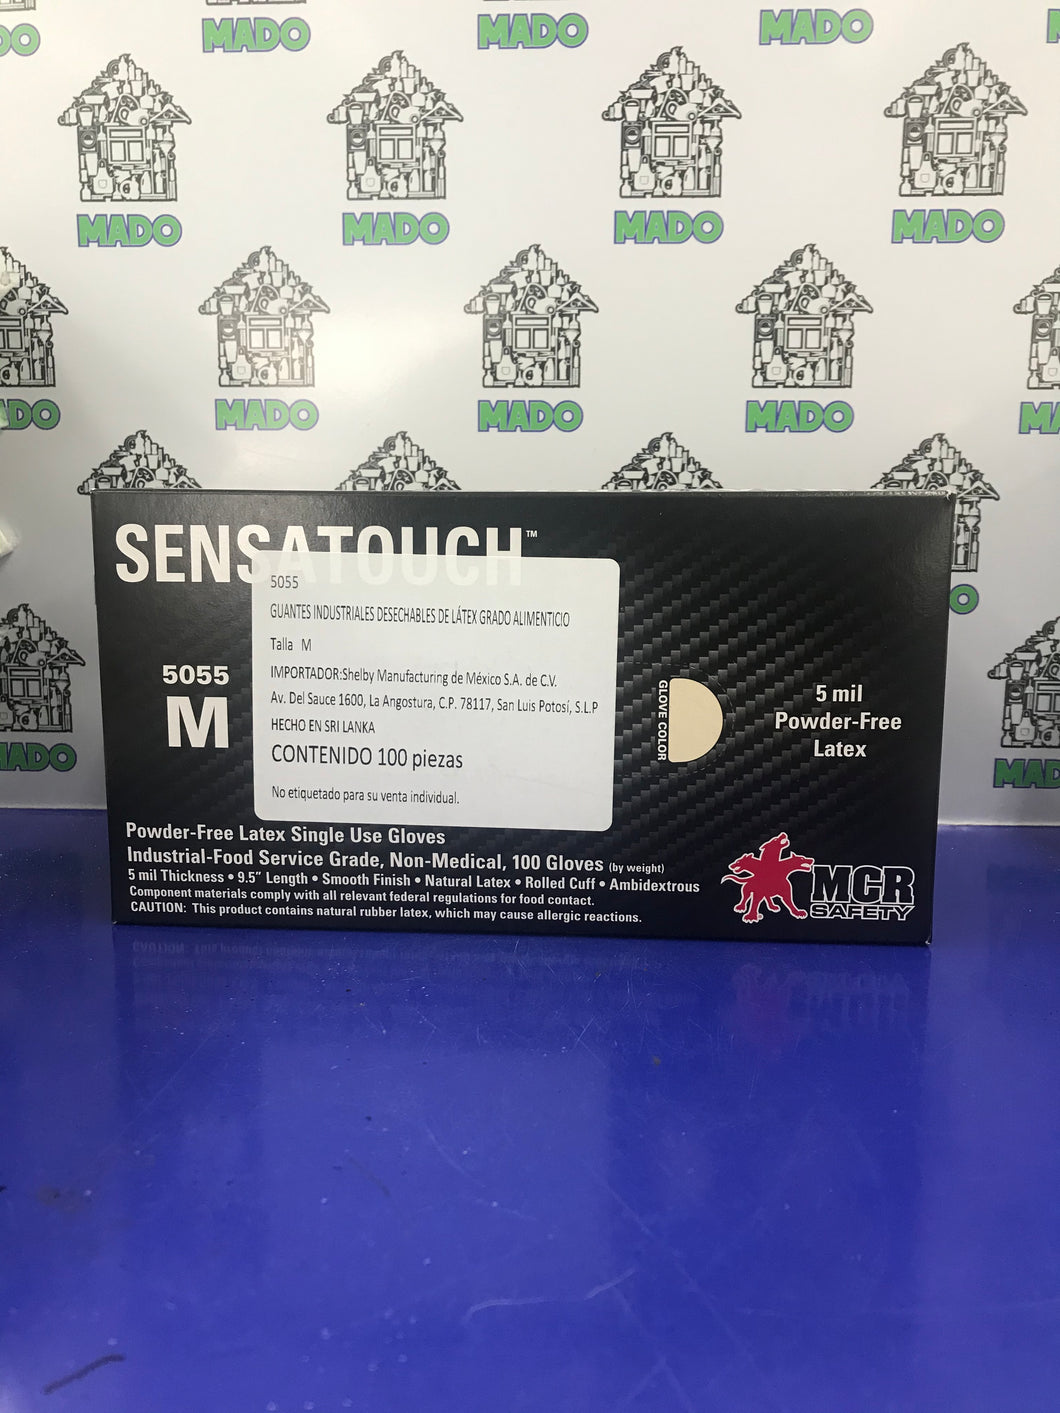 MADO
MADO
MADO
MADO
MADO
MADO
MADO
MADO
MADO
MADO
MADO
SENSATOUCH™
5055
GUANTES INDUSTRIALES DESECHABLES DE LÁTEX GRADO ALIMENTICIO
Talla M
IMPORTADOR:Shelby Manufacturing de México S.A. de C.V.
Av. Del Sauce 1600, La Angostura, C.P. 78117, San Luis Potosí, S.L.P
HECHO EN SRI LANKA
CONTENIDO 100 piezas
No etiquetado para su venta individual.
5055
M
GLOVE COLOR
5 mil
Powder-Free
Latex
Powder-Free Latex Single Use Gloves
Industrial-Food Service Grade, Non-Medical, 100 Gloves (by weight)
5 mil Thickness • 9.5" Length • Smooth Finish • Natural Latex • Rolled Cuff • Ambidextrous
Component materials comply with all relevant federal regulations for food contact.
CAUTION: This product contains natural rubber latex, which may cause allergic reactions.
MCR
SAFETY